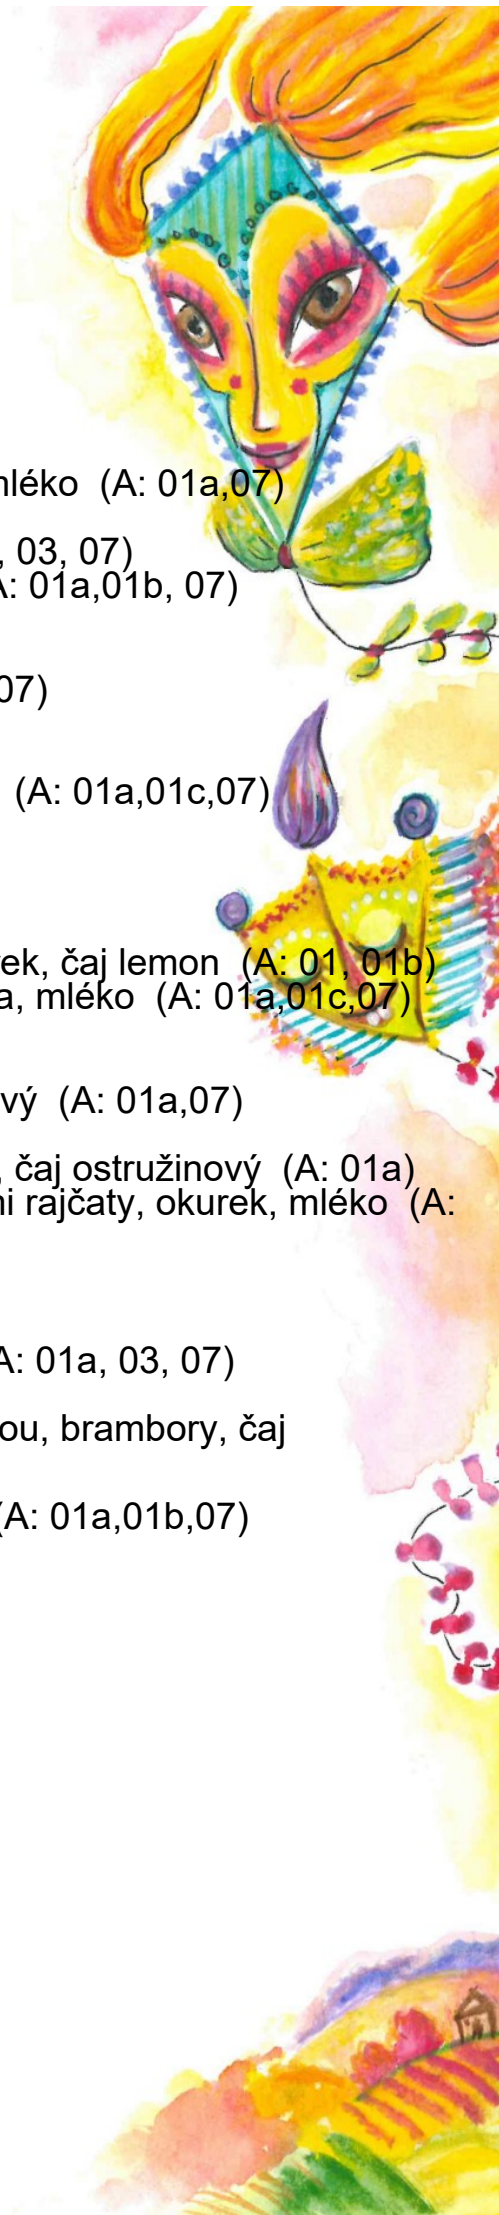 mléko (A: 01a,07)
, 03, 07)
A: 01a,01b, 07)
07)
(A: 01a,01c,07)
ek, čaj lemon (A: 01, 01b)
a, mléko (A: 01a,01c,07)
vý (A: 01a,07)
, čaj ostružinový (A: 01a)
i rajčaty, okurek, mléko (A:
A: 01a, 03, 07)
ou, brambory, čaj
(A: 01a,01b,07)